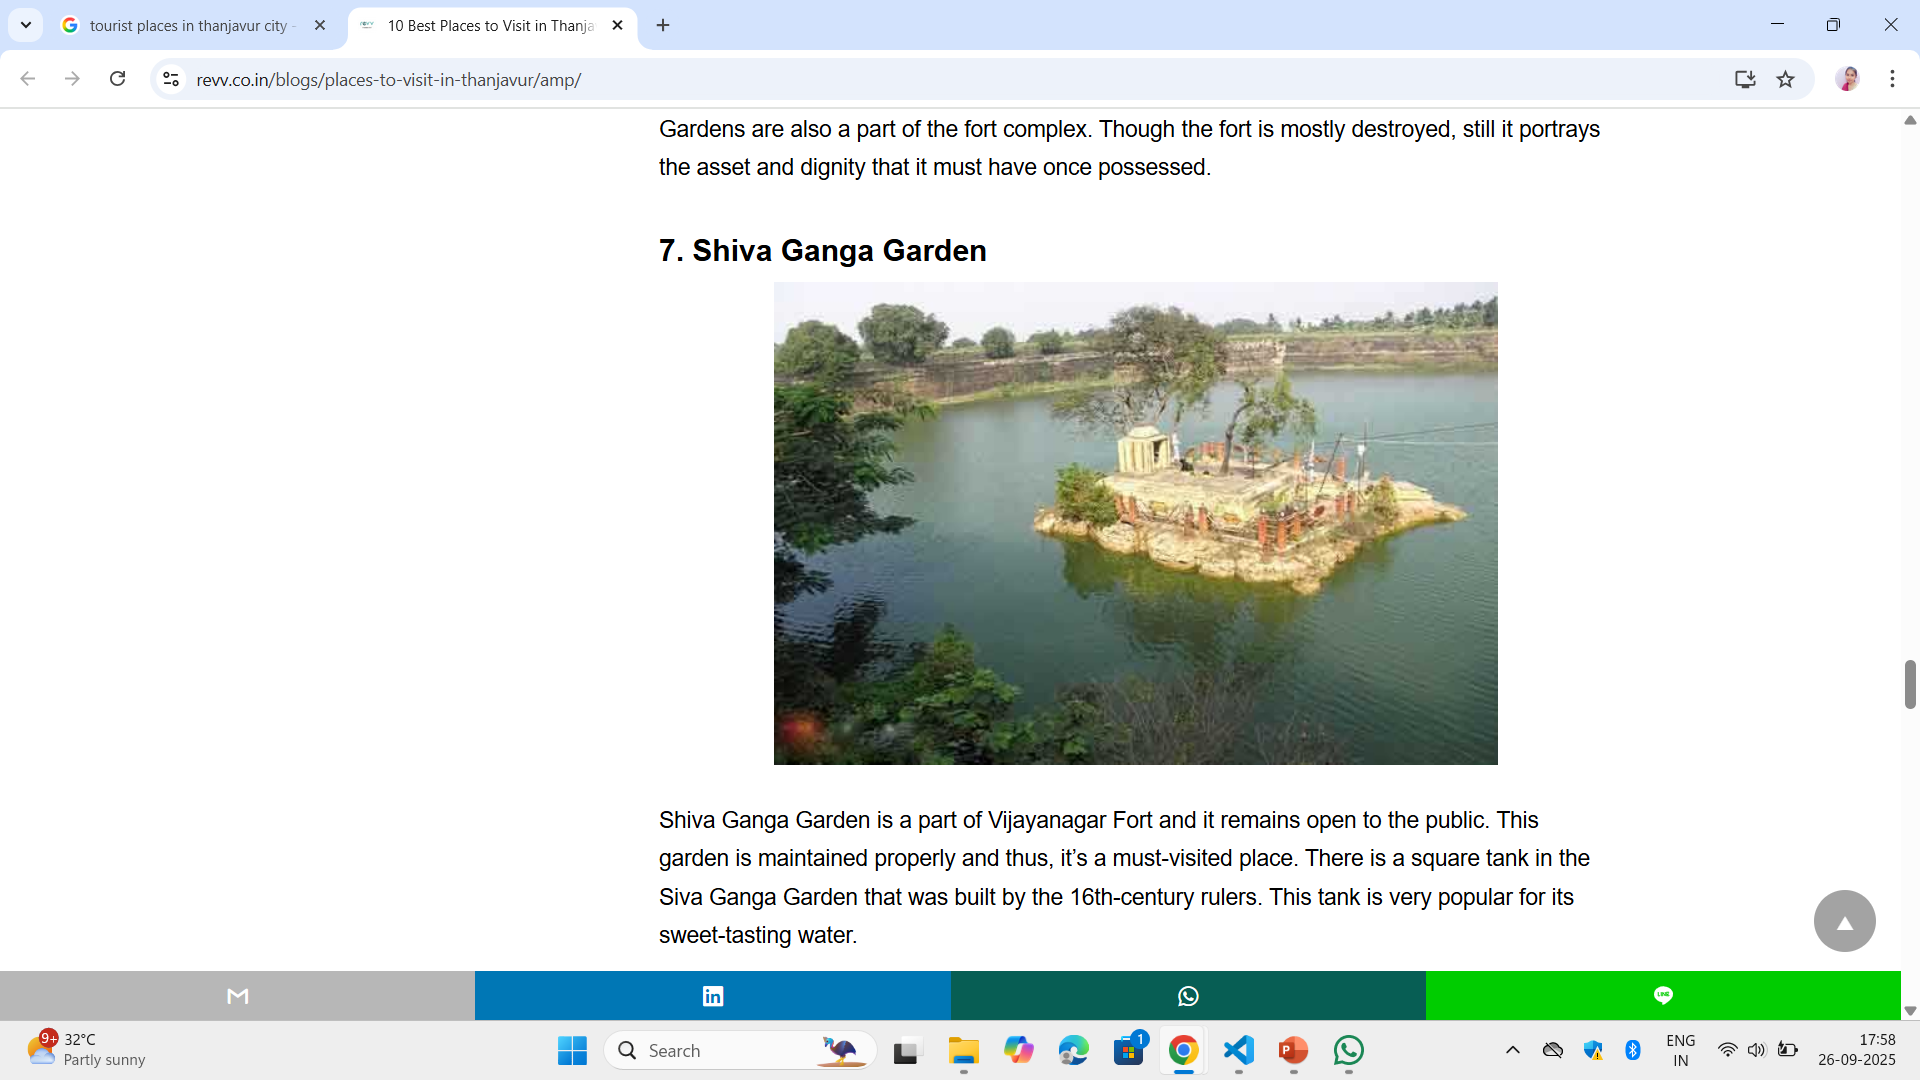 tourist places in thanjavur city -
10 Best Places to Visit in Thanja
revv.co.in/blogs/places-to-visit-in-thanjavur/amp/
Gardens are also a part of the fort complex. Though the fort is mostly destroyed, still it portrays
the asset and dignity that it must have once possessed.
7. Shiva Ganga Garden
Shiva Ganga Garden is a part of Vijayanagar Fort and it remains open to the public. This
garden is maintained properly and thus, it’s a must-visited place. There is a square tank in the
Siva Ganga Garden that was built by the 16th-century rulers. This tank is very popular for its
sweet-tasting water.
in
LINE
9+
32°C
Partly sunny
Search
1
P
ENG
IN
17:58
26-09-2025